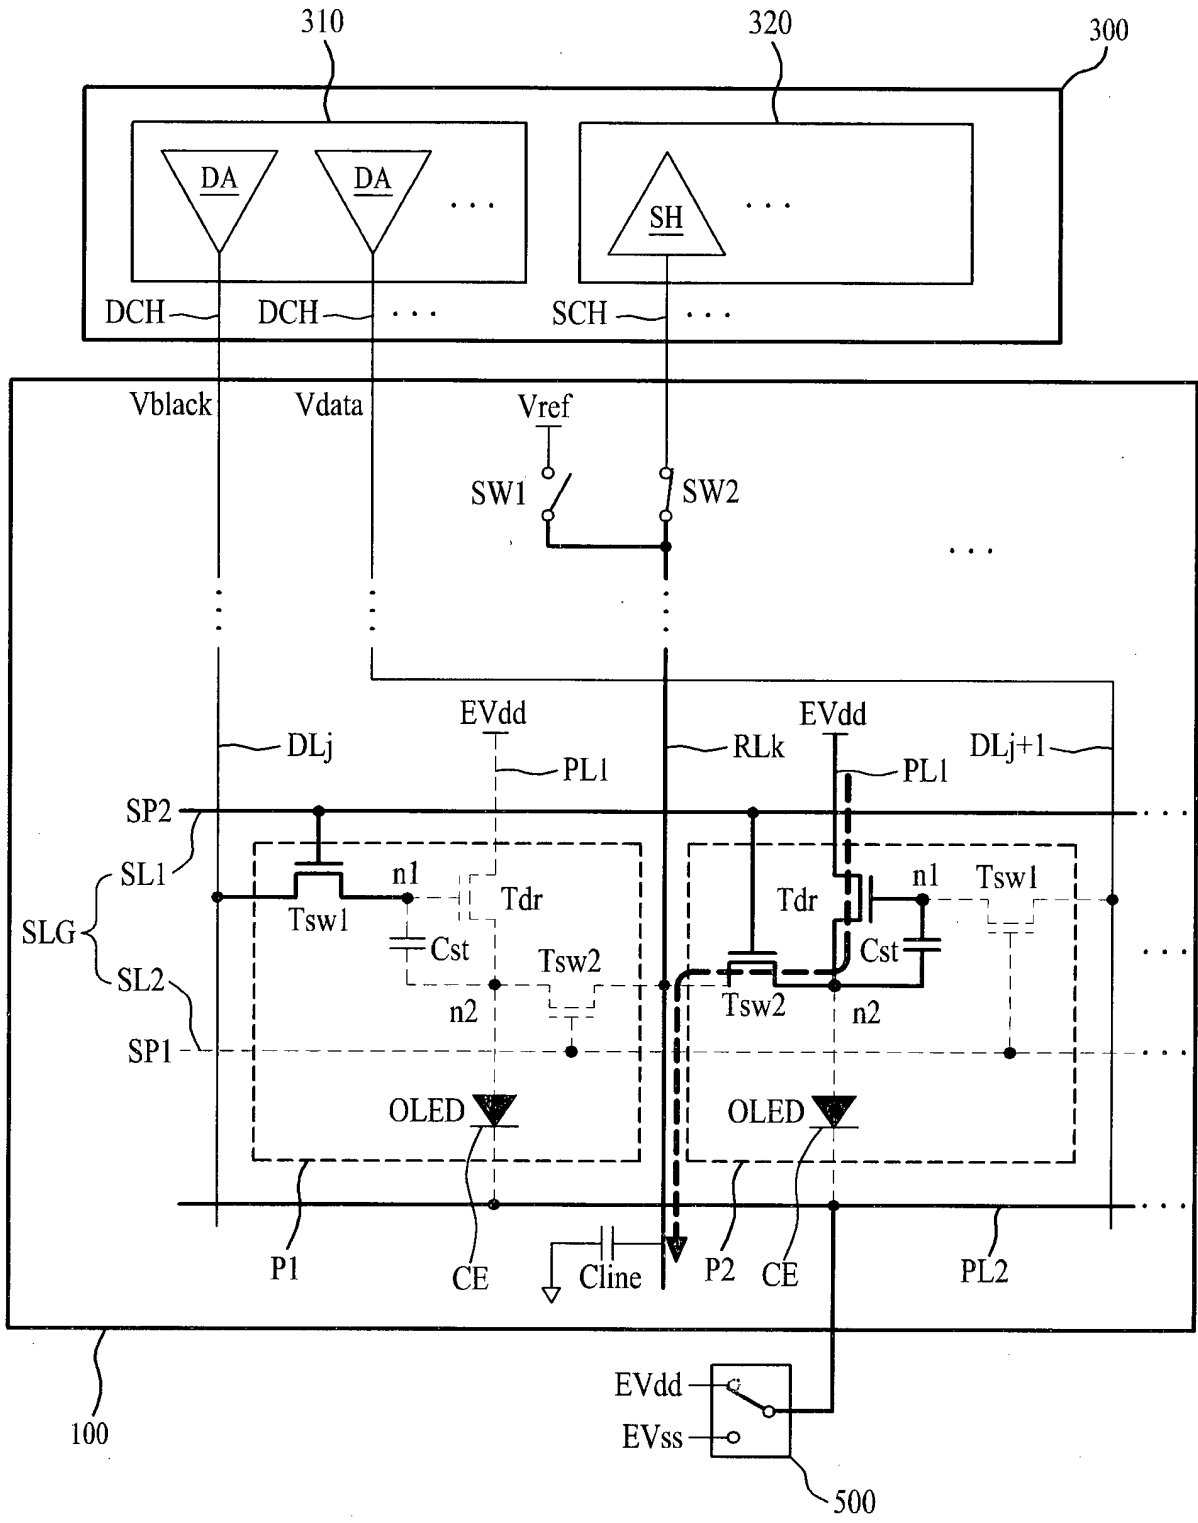 310
320
300
DA
DA
. . .
SH
. . .
DCH
DCH
. . .
SCH
. . .
Vblack
Vdata
Vref
SW1
SW2
. . .
EVdd
EVdd
DLj
PL1
RLk
PL1
DLj+1
SP2
. . .
SL1
n1
Tsw1
Tdr
Tdr
n1
Tsw1
SLG
Cst
Tsw2
Cst
. . .
SL2
n2
Tsw2
n2
SP1
. . .
OLED
OLED
. . .
P1
CE
Cline
P2
CE
PL2
100
EVdd
EVss
500